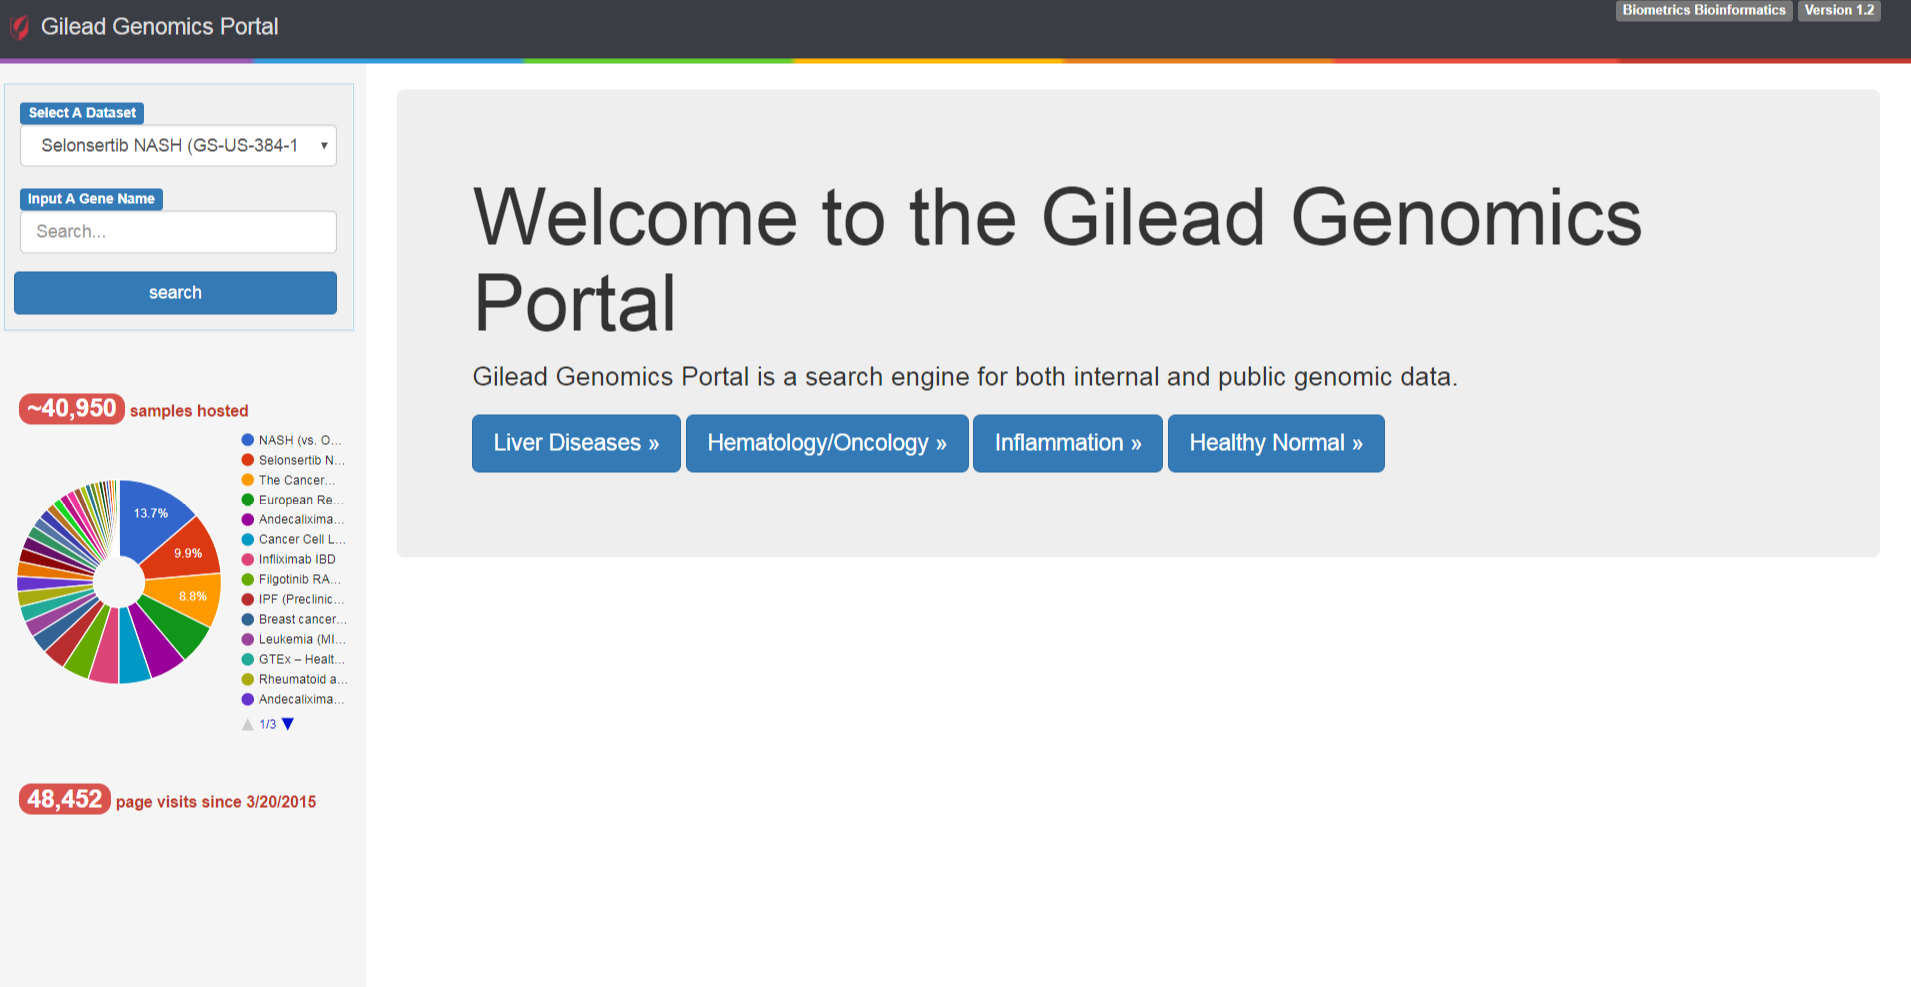 Gilead Genomics Portal
Biometrics Bioinformatics Version 1.2
Select A Dataset
Selonsertib NASH (GS-US-384-1
Input A Gene Name
Search...
search
~40,950 samples hosted
13.7%
9.9%
8.8%
NASH (vs. O...
Selonsertib N...
The Cancer...
European Re...
Andecalixima...
Cancer Cell L...
Infliximab IBD
Filgotinib RA...
IPF (Preclinic...
Breast cancer...
Leukemia (MI...
GTEx – Healt...
Rheumatoid a...
Andecalixima...
1/3
48,452 page visits since 3/20/2015
Welcome to the Gilead Genomics
Portal
Gilead Genomics Portal is a search engine for both internal and public genomic data.
Liver Diseases » Hematology/Oncology » Inflammation » Healthy Normal »